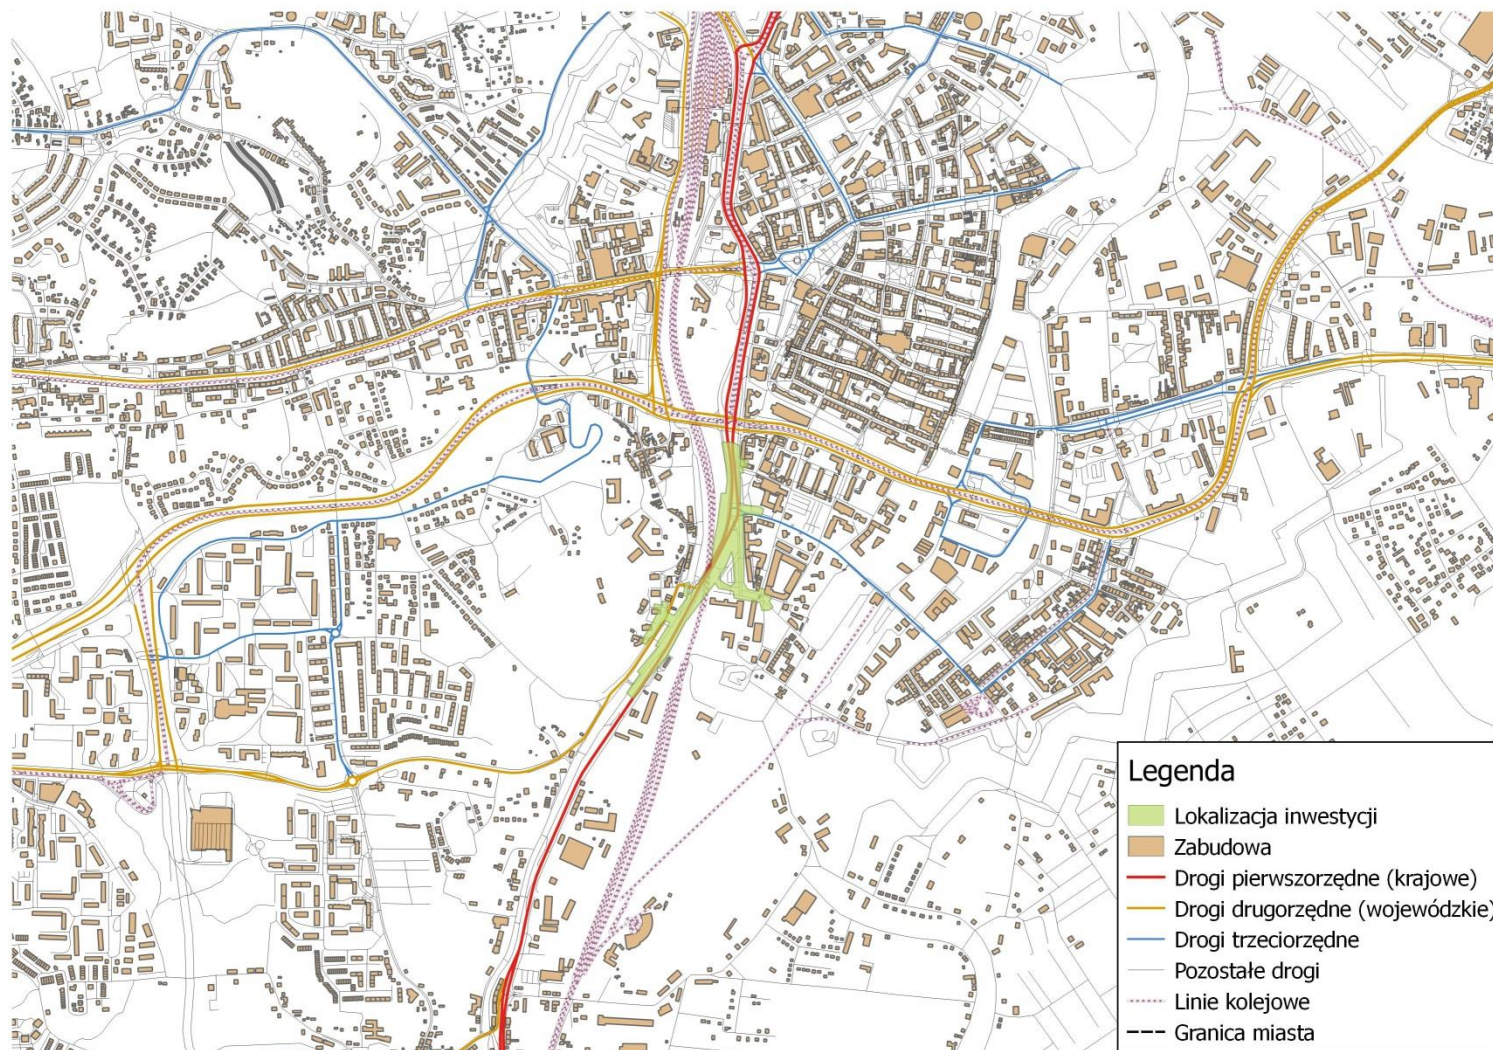 Legenda
Lokalizacja inwestycji
Zabudowa
Drogi pierwszorzędne (krajowe)
Drogi drugorzędne (wojewódzkie)
Drogi trzeciorzędne
Pozostałe drogi
Linie kolejowe
Granica miasta